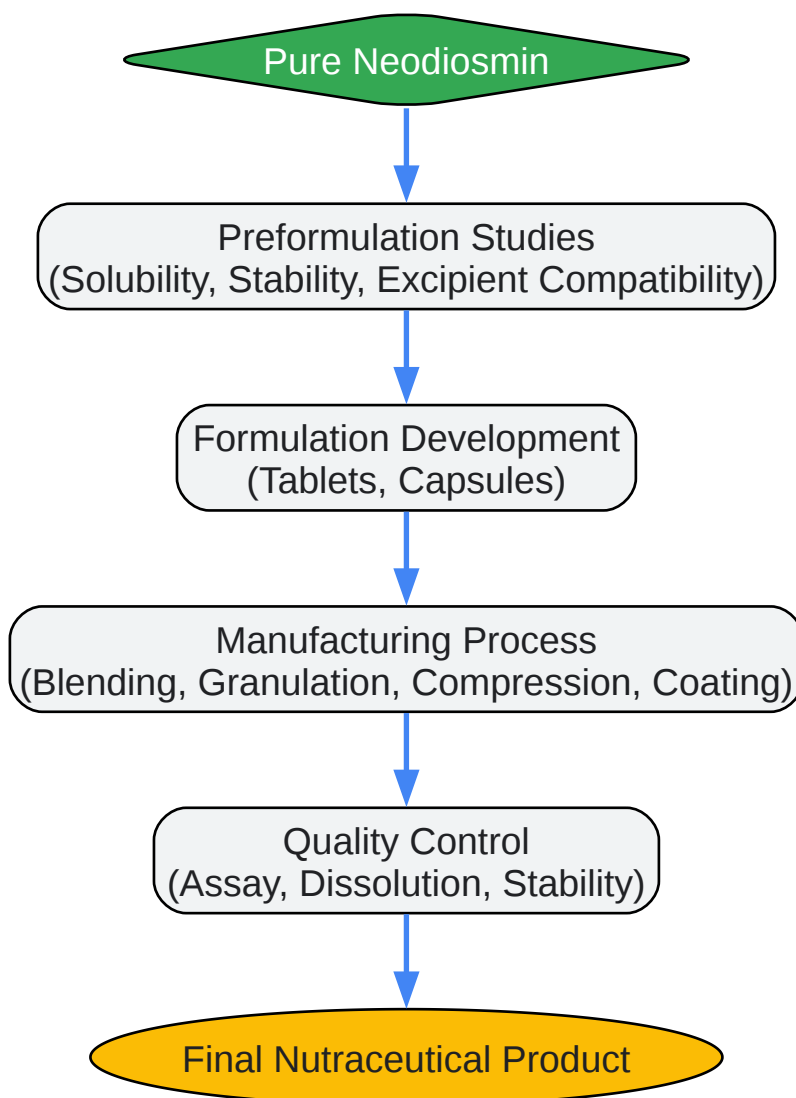 Pure Neodiosmin
Preformulation Studies
(Solubility, Stability, Excipient Compatibility)
Formulation Development
(Tablets, Capsules)
Manufacturing Process
(Blending, Granulation, Compression, Coating)
Quality Control
(Assay, Dissolution, Stability)
Final Nutraceutical Product